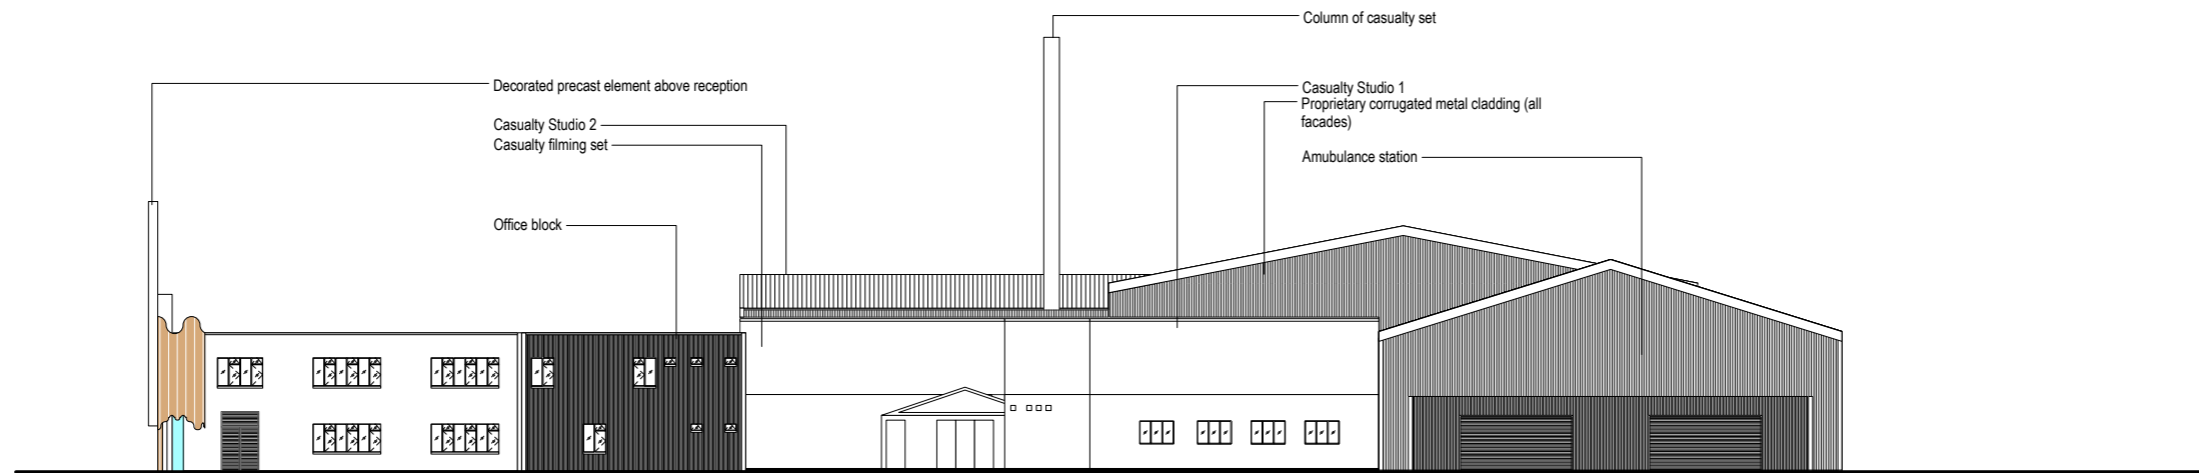 Column of casualty set
Decorated precast element above reception
Casualty Studio 1
Proprietary corrugated metal cladding (all
facades)
Casualty Studio 2
Casualty filming set
Amubulance station
Office block